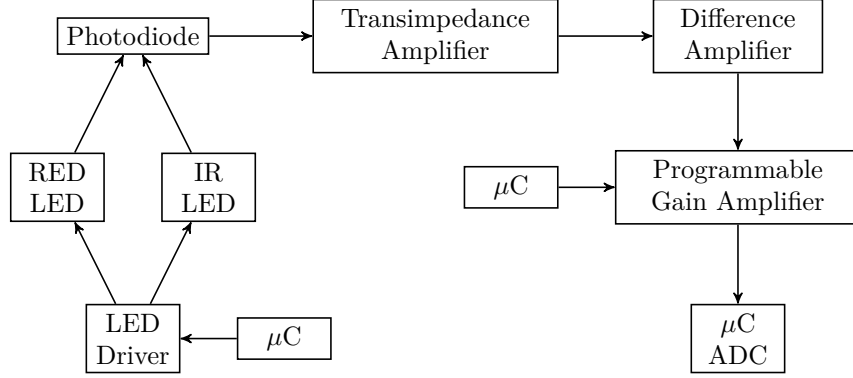 Photodiode
Transimpedance
Amplifier
Difference
Amplifier
RED
LED
IR
LED
μC
Programmable
Gain Amplifier
LED
Driver
μC
μC
ADC